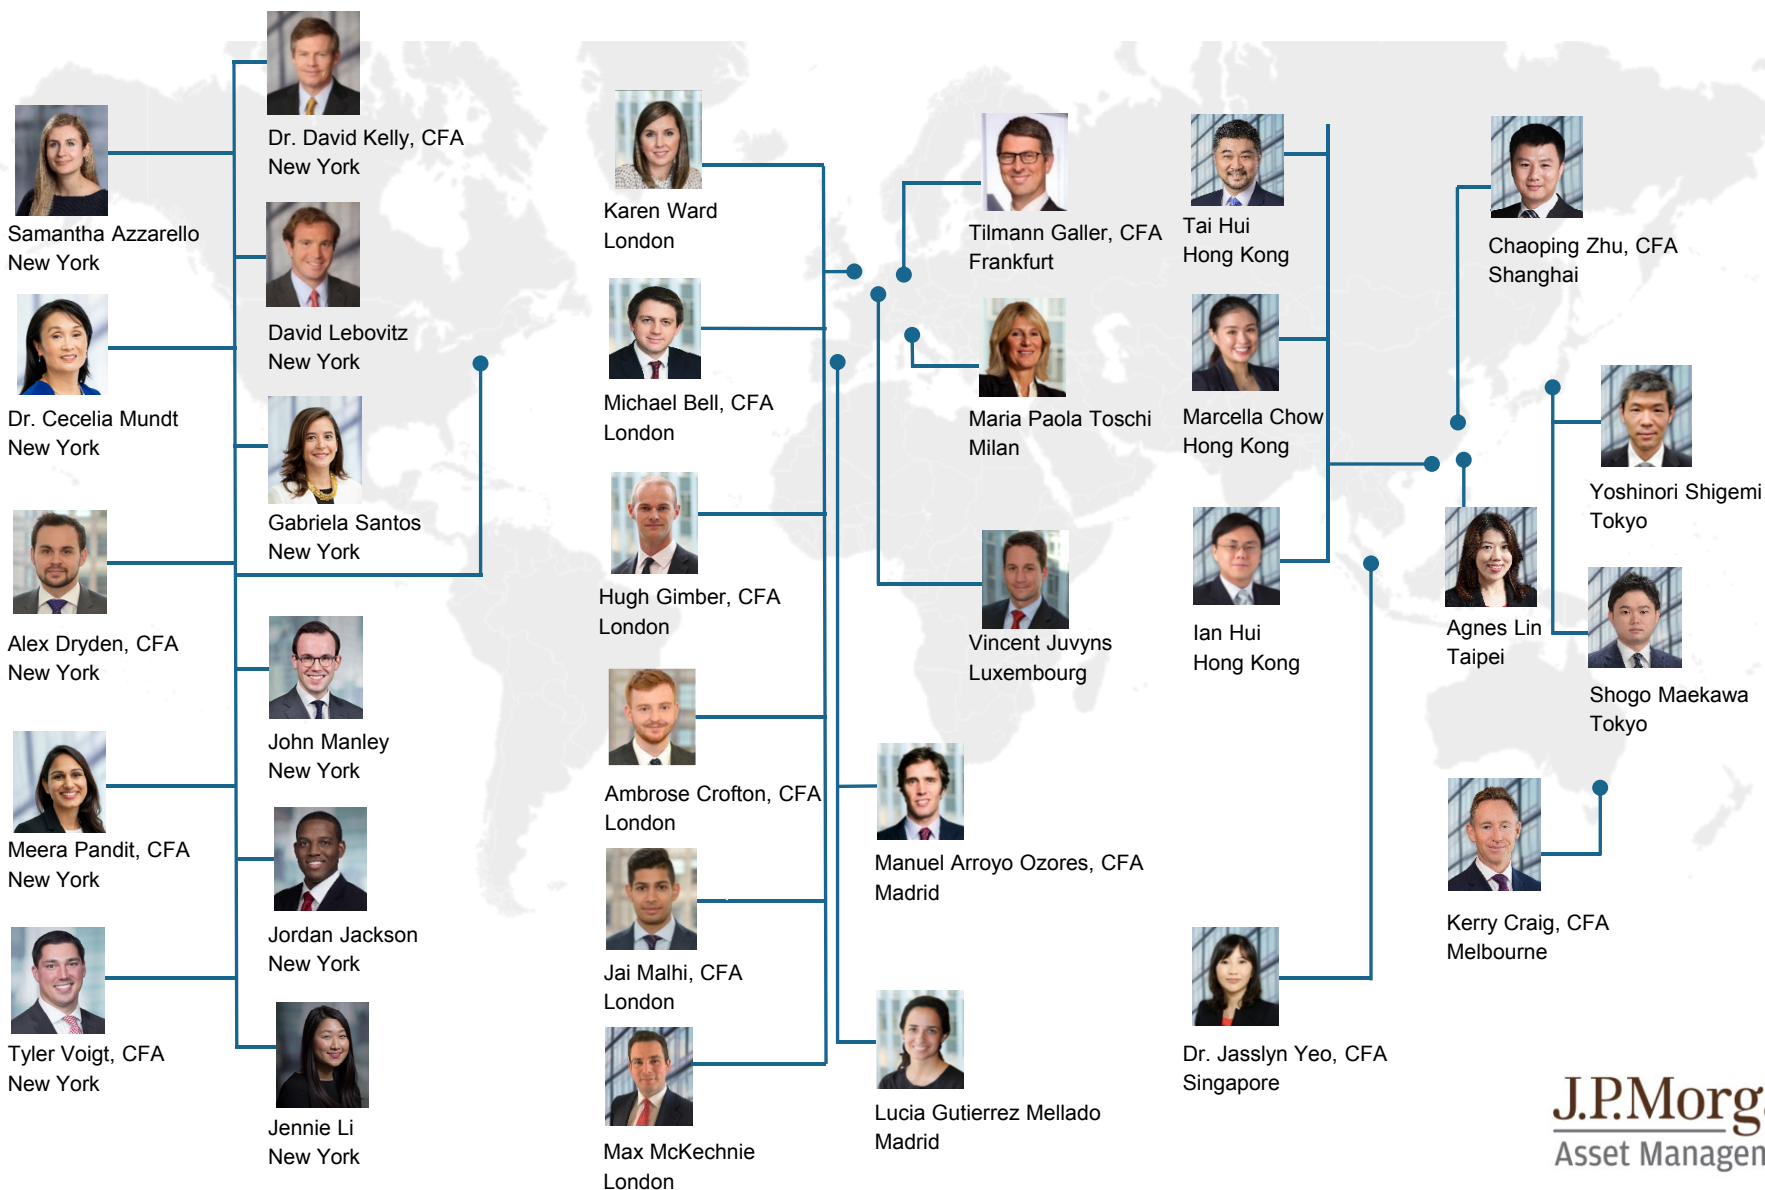 Dr. David Kelly, CFA
New York
Samantha Azzarello
New York
David Lebovitz
New York
Dr. Cecelia Mundt
New York
Gabriela Santos
New York
Alex Dryden, CFA
New York
John Manley
New York
Meera Pandit, CFA
New York
Jordan Jackson
New York
Tyler Voigt, CFA
New York
Jennie Li
New York
Karen Ward
London
Michael Bell, CFA
London
Hugh Gimber, CFA
London
Ambrose Crofton, CFA
London
Jai Malhi, CFA
London
Max McKechnie
London
Tilmann Galler, CFA
Frankfurt
Maria Paola Toschi
Milan
Vincent Juvyns
Luxembourg
Manuel Arroyo Ozores, CFA
Madrid
Lucia Gutierrez Mellado
Madrid
Tai Hui
Hong Kong
Marcella Chow
Hong Kong
Ian Hui
Hong Kong
Dr. Jasslyn Yeo, CFA
Singapore
Chaoping Zhu, CFA
Shanghai
Yoshinori Shigemi
Tokyo
Agnes Lin
Taipei
Shogo Maekawa
Tokyo
Kerry Craig, CFA
Melbourne
J.P.Morga
Asset Managem